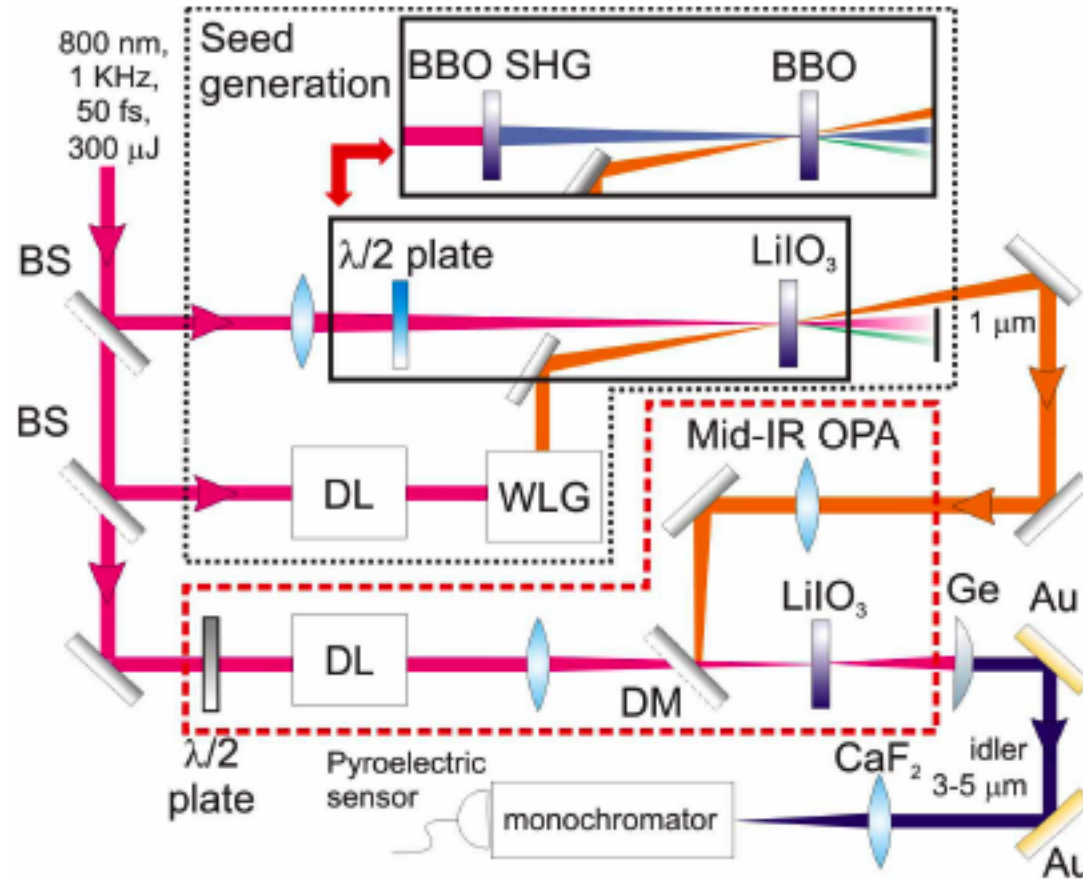 800 nm,
1 KHz,
50 fs,
300 µJ
Seed
generation
BBO SHG
BBO
BS
λ/2 plate
LiIO₃
1 µm
BS
DL
WLG
Mid-IR OPA
DL
DM
LiIO₃
Ge
Au
λ/2
plate
Pyroelectric
sensor
monochromator
CaF₂
idler
3-5 µm
Au